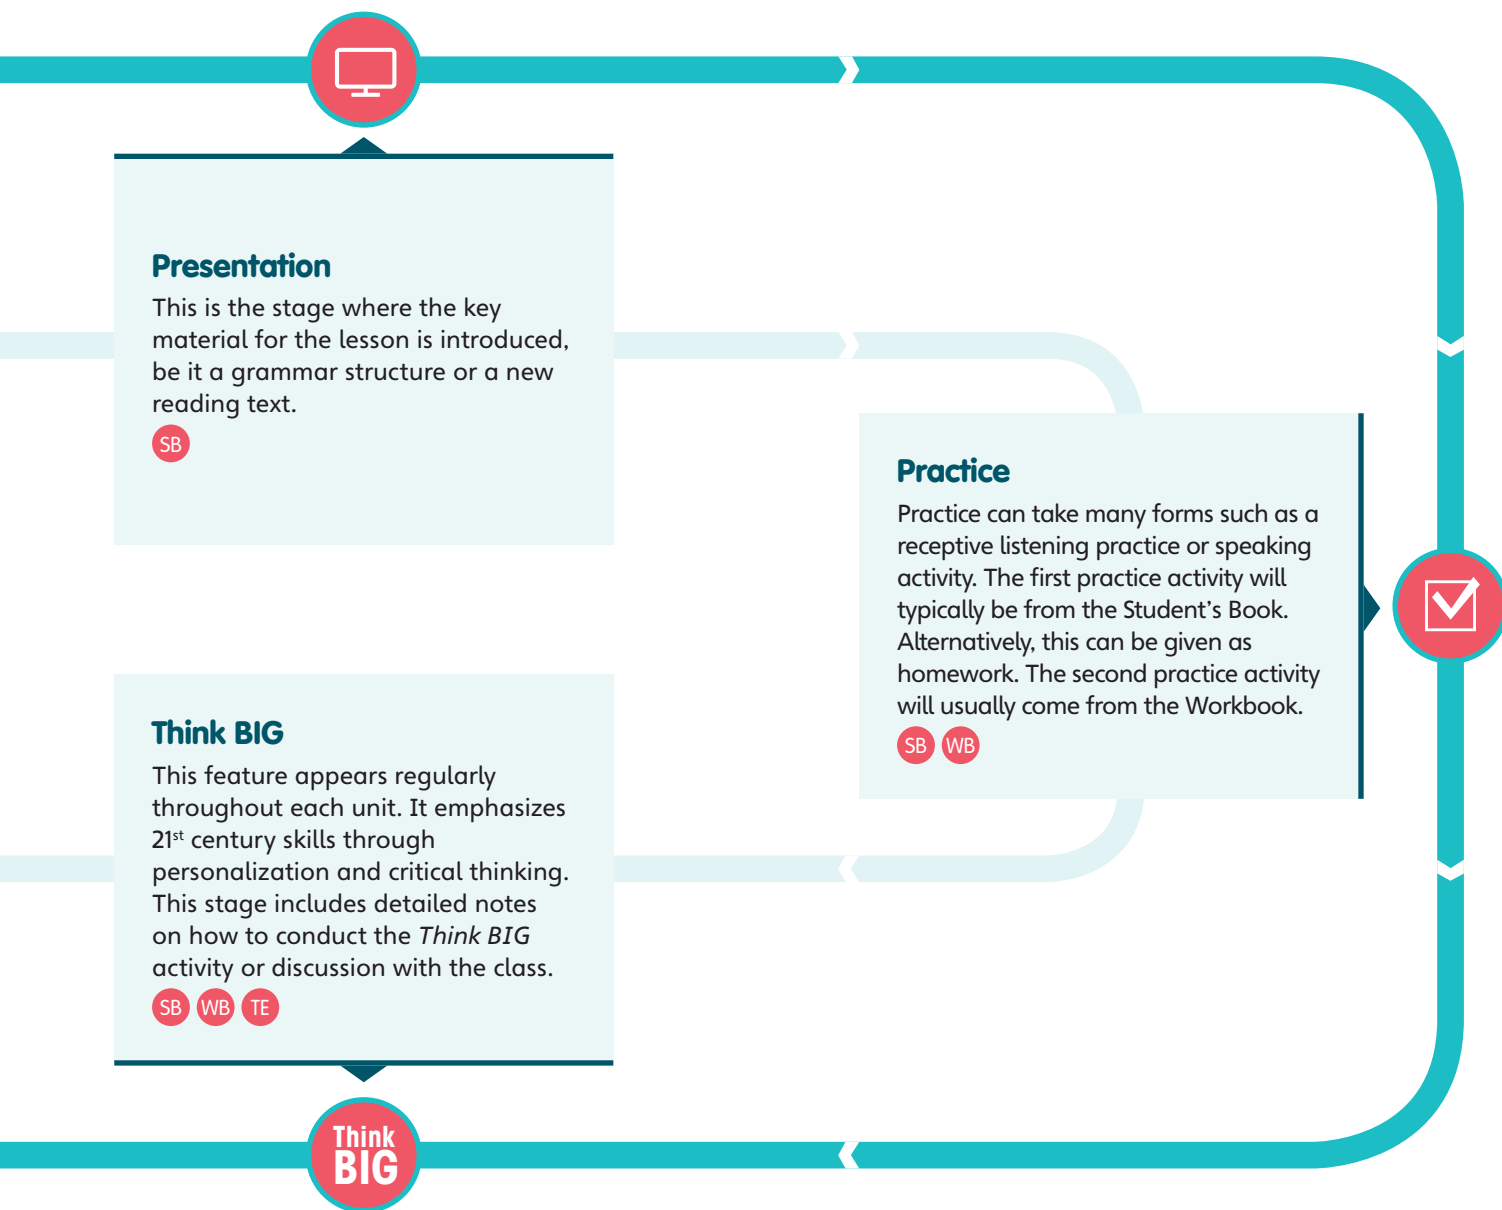 Presentation
This is the stage where the key
material for the lesson is introduced,
be it a grammar structure or a new
reading text.
SB
Practice
Practice can take many forms such as a
receptive listening practice or speaking
activity. The first practice activity will
typically be from the Student’s Book.
Alternatively, this can be given as
homework. The second practice activity
will usually come from the Workbook.
SB WB
Think BIG
This feature appears regularly
throughout each unit. It emphasizes
21st century skills through
personalization and critical thinking.
This stage includes detailed notes
on how to conduct the Think BIG
activity or discussion with the class.
SB WB TE
Think
BIG